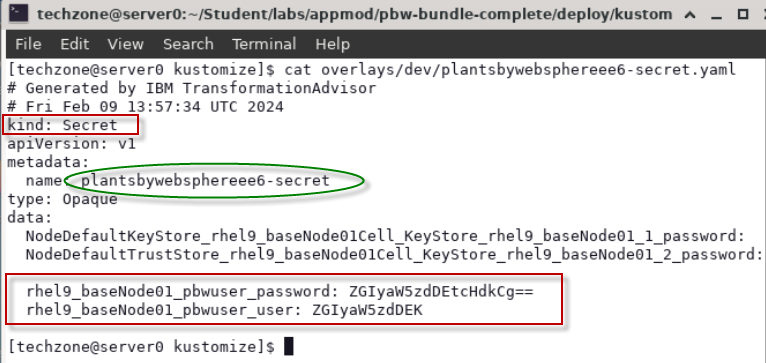 techzone@server0:~/Student/labs/appmod/pbw-bundle-complete/deploy/kustom
File Edit View Search Terminal Help
[techzone@server0 kustomize]$ cat overlays/dev/plantsbywebsphereee6-secret.yaml
# Generated by IBM TransformationAdvisor
# Fri Feb 09 13:57:34 UTC 2024
kind: Secret
apiVersion: v1
metadata:
  name: plantsbywebsphereee6-secret
type: Opaque
data:
  NodeDefaultKeyStore_rhel9_baseNode01Cell_KeyStore_rhel9_baseNode01_1_password:
  NodeDefaultTrustStore_rhel9_baseNode01Cell_KeyStore_rhel9_baseNode01_2_password:
  rhel9_baseNode01_pbwuser_password: ZGIyaW5zdDEtcHdkCg==
  rhel9_baseNode01_pbwuser_user: ZGIyaW5zdDEK
[techzone@server0 kustomize]$